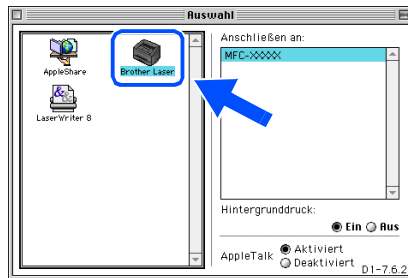 Auswahl
Anschließen an:
MFC-XXXXX
AppleShare
Brother Laser
LaserWriter 8
Hintergrunddruck:
Ein Aus
AppleTalk
Aktiviert
Deaktiviert
D1-7.6.2